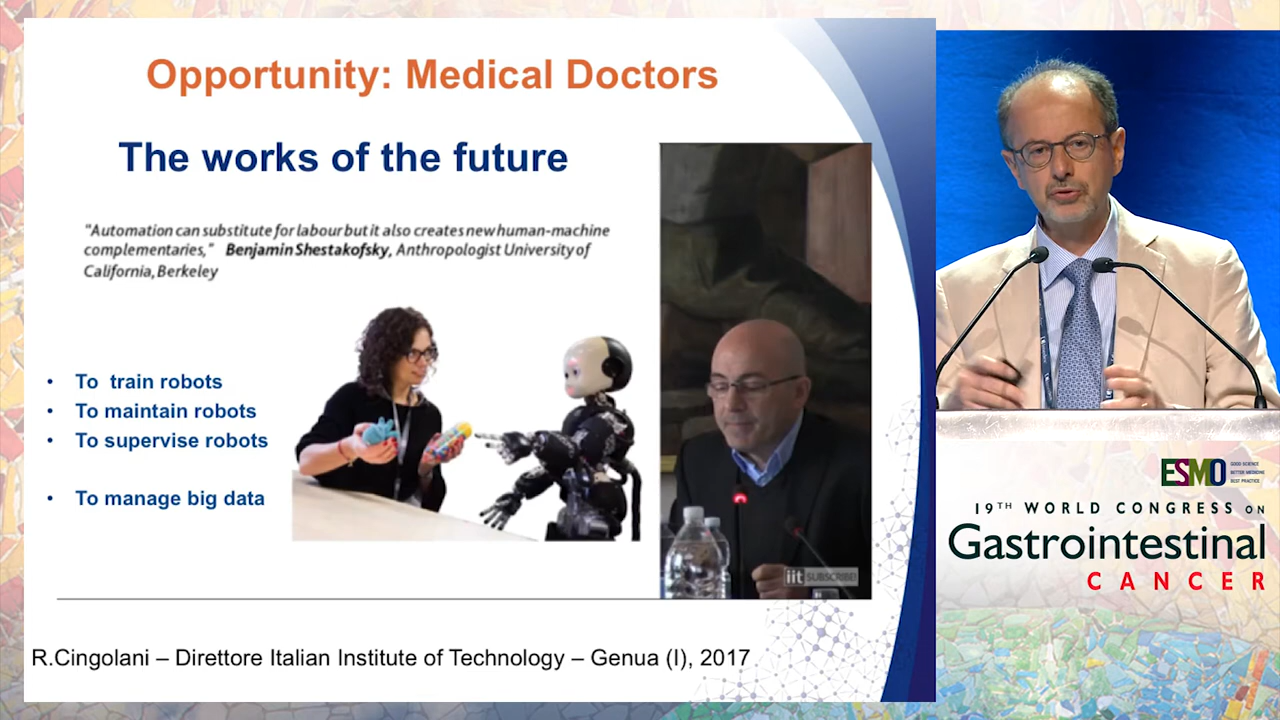 Opportunity: Medical Doctors
The works of the future
"Automation can substitute for labour but it also creates new human-machine
complementaries," Benjamin Shestakofsky, Anthropologist University of
California, Berkeley
• To train robots
• To maintain robots
• To supervise robots
• To manage big data
iit SUBSCRIBE!
R.Cingolani – Direttore Italian Institute of Technology – Genua (I), 2017
ESMO
GOOD SCIENCE
BETTER MEDICINE
BEST PRACTICE
19TH WORLD CONGRESS ON
Gastrointestinal
CANCER